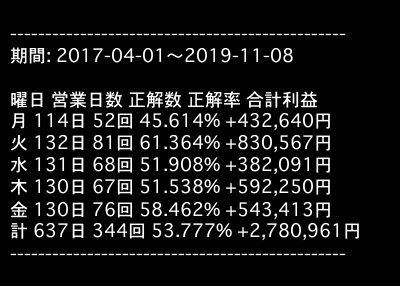 ------------------------------------------------
期間: 2017-04-01〜2019-11-08
曜日 営業日数 正解数 正解率 合計利益
月 114日 52回 45.614% +432,640円
火 132日 81回 61.364% +830,567円
水 131日 68回 51.908% +382,091円
木 130日 67回 51.538% +592,250円
金 130日 76回 58.462% +543,413円
計 637日 344回 53.777% +2,780,961円
------------------------------------------------